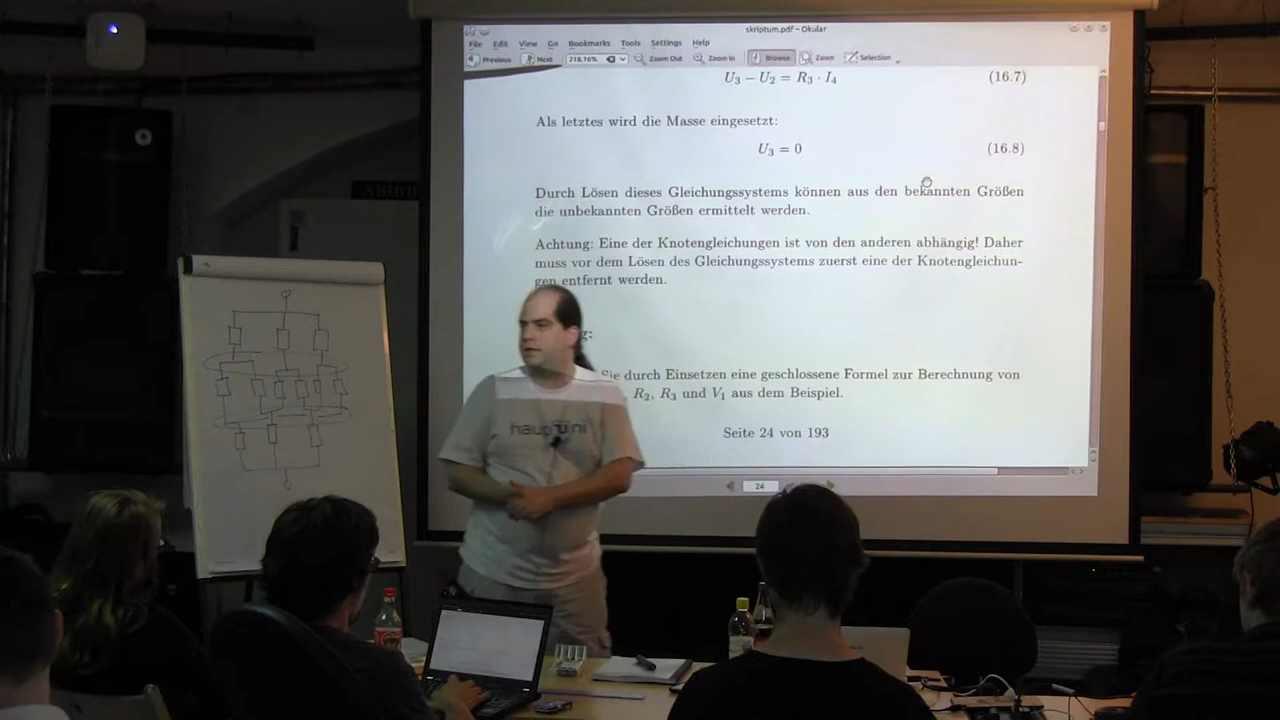 skriptum.pdf – Okular
File Edit View Go Bookmarks Tools Settings Help
Previous Next 218,16% Zoom Out Zoom In Browse Zoom Selection
U₃ − U₂ = R₃ · I₄ (16.7)
Als letztes wird die Masse eingesetzt:
U₃ = 0 (16.8)
Durch Lösen dieses Gleichungssystems können aus den bekannten Größen
die unbekannten Größen ermittelt werden.
Achtung: Eine der Knotengleichungen ist von den anderen abhängig! Daher
muss vor dem Lösen des Gleichungssystems zuerst eine der Knotengleichun-
gen entfernt werden.
Sie durch Einsetzen eine geschlossene Formel zur Berechnung von
R₂, R₃ und V₁ aus dem Beispiel.
Seite 24 von 193
24